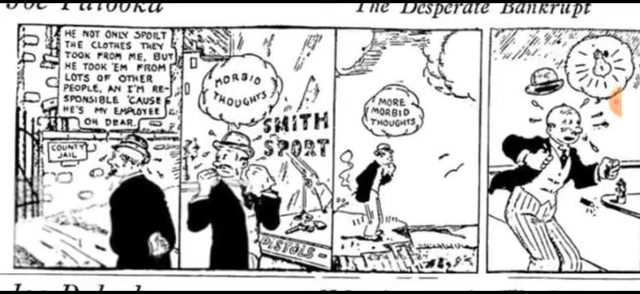 Joe Palooka
The Desperate Bankrupt
HE NOT ONLY SPOILT
THE CLOTHES THEY
TOOK FROM ME, BUT
HE TOOK 'EM FROM
LOTS OF OTHER
PEOPLE, AN I'M RE-
SPONSIBLE 'CAUSE
HE'S MY EMPLOYEE
OH DEAR.
COUNTY
JAIL
MORBID
THOUGHTS
SMITH
SPORT
PISTOLS-
MORE
MORBID
THOUGHTS